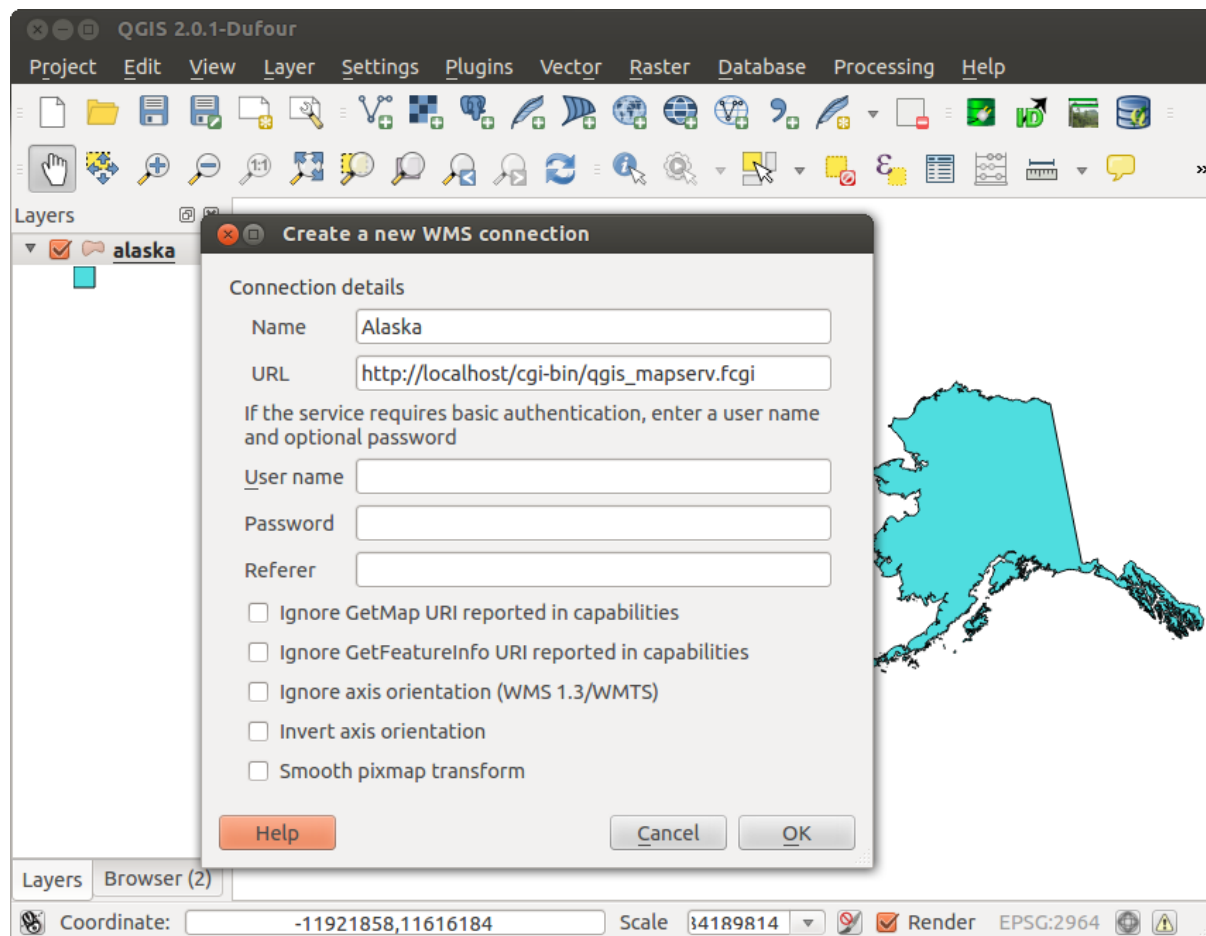 QGIS 2.0.1-Dufour
Project Edit View Layer Settings Plugins Vector Raster Database Processing Help
1:1
Layers
alaska
Create a new WMS connection
Connection details
Name Alaska
URL http://localhost/cgi-bin/qgis_mapserv.fcgi
If the service requires basic authentication, enter a user name
and optional password
User name
Password
Referer
Ignore GetMap URI reported in capabilities
Ignore GetFeatureInfo URI reported in capabilities
Ignore axis orientation (WMS 1.3/WMTS)
Invert axis orientation
Smooth pixmap transform
Help Cancel OK
Layers Browser (2)
Coordinate: -11921858,11616184 Scale 34189814 Render EPSG:2964